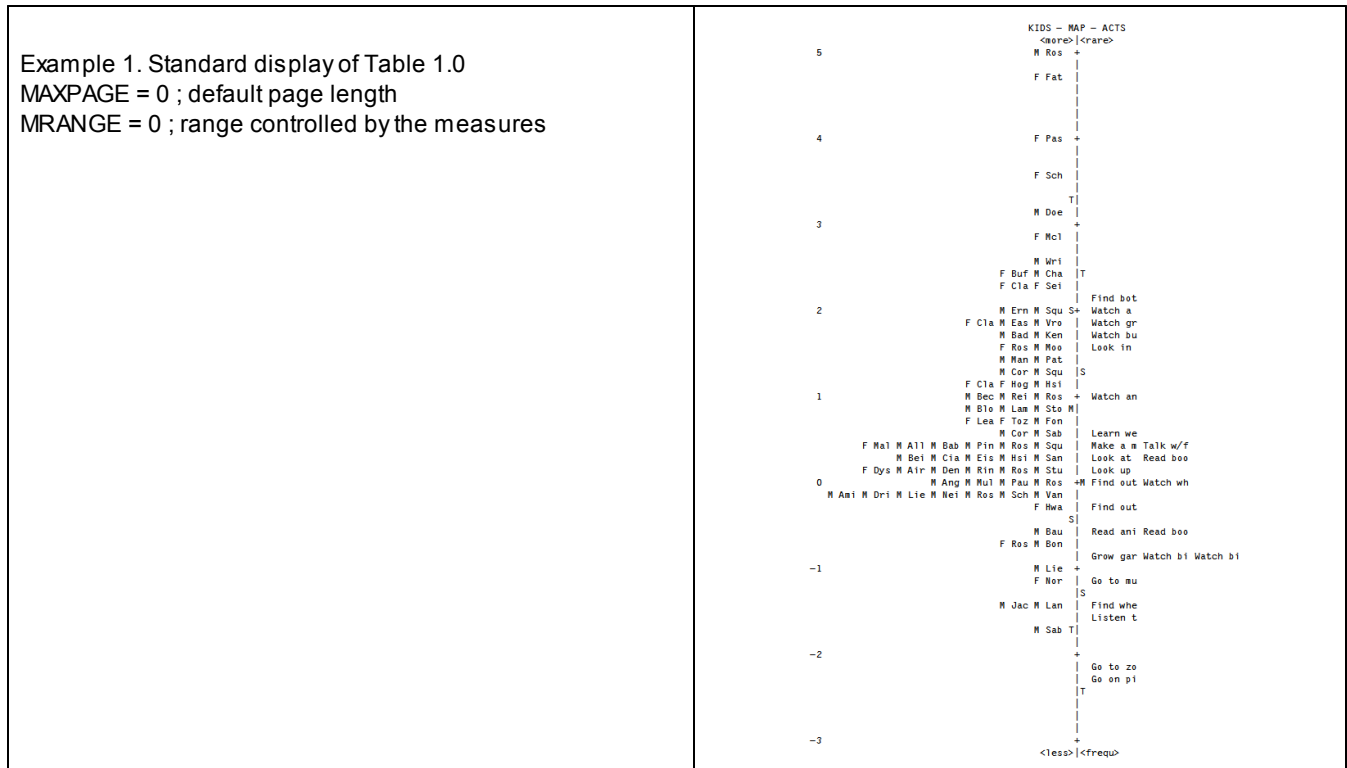 Example 1. Standard display of Table 1.0
MAXPAGE = 0 ; default page length
MRANGE = 0 ; range controlled by the measures
KIDS - MAP - ACTS
<more>|<rare>
5 M Ros +
|
F Fat |
|
|
|
|
4 F Pas +
|
|
F Sch |
|
T|
M Doe |
3 +
F Mcl |
|
M Wri |
F Buf M Cha |T
F Cla F Sei |
| Find bot
2 M Ern M Squ S+ Watch a
F Cla M Eas M Vro | Watch gr
M Bad M Ken | Watch bu
F Ros M Moo | Look in
M Man M Pat |
M Cor M Squ |S
F Cla F Hog M Hsi |
1 M Bec M Rei M Ros + Watch an
M Blo M Lam M Sto M|
F Lea F Toz M Fon |
M Cor M Sab | Learn we
F Mal M All M Bab M Pin M Ros M Squ | Make a m Talk w/f
M Bei M Cia M Eis M Hsi M San | Look at Read boo
F Dys M Air M Den M Rin M Ros M Stu | Look up
0 M Ang M Mul M Pau M Ros +M Find out Watch wh
M Ami M Dri M Lie M Nei M Ros M Sch M Van |
F Hwa | Find out
S|
M Bau | Read ani Read boo
F Ros M Bon |
| Grow gar Watch bi Watch bi
-1 M Lie +
F Nor | Go to mu
|S
M Jac M Lan | Find whe
| Listen t
M Sab T|
|
-2 +
| Go to zo
| Go on pi
|T
|
|
|
-3 +
<less>|<frequ>